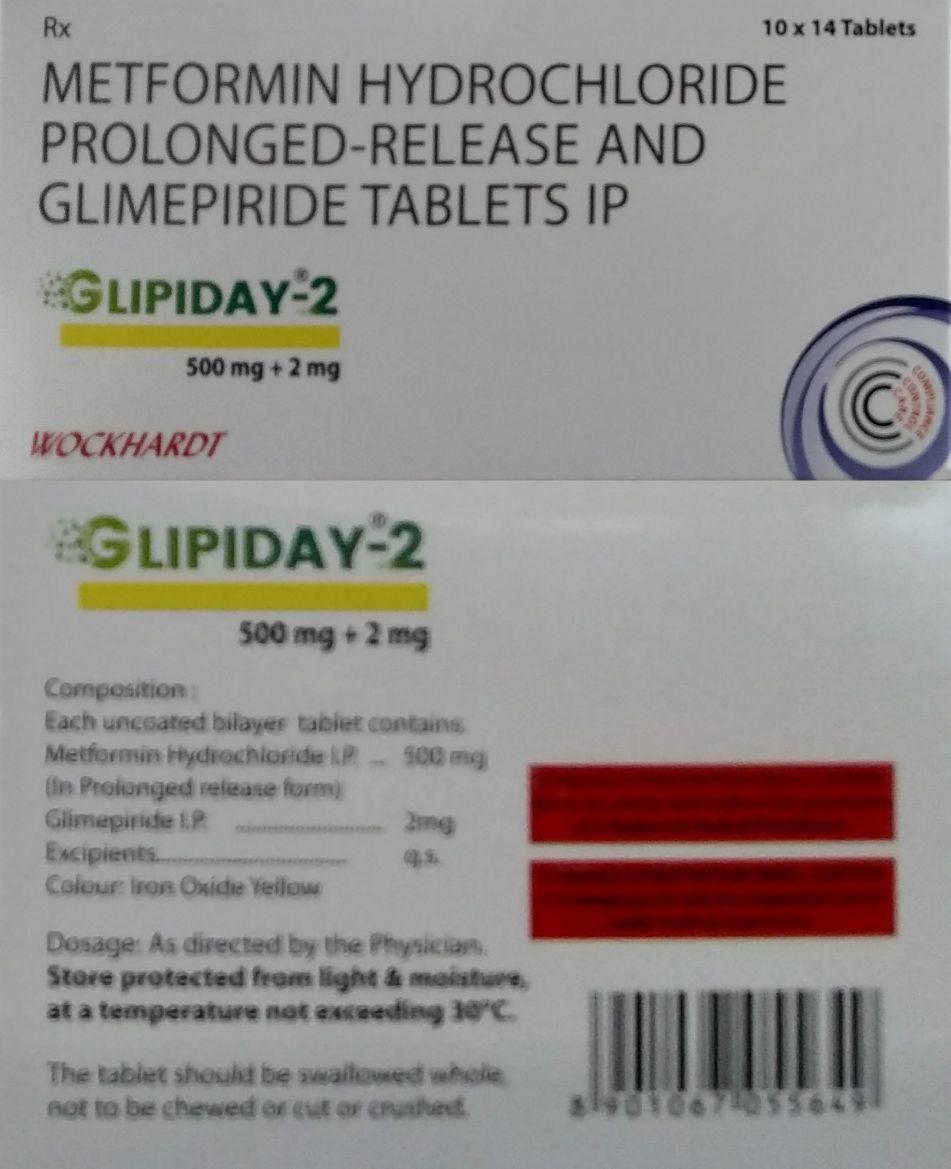 Rx
10 x 14 Tablets
METFORMIN HYDROCHLORIDE
PROLONGED-RELEASE AND
GLIMEPIRIDE TABLETS IP
GLIPIDAY®-2
500 mg + 2 mg
WOCKHARDT
GLIPIDAY®-2
500 mg + 2 mg
Composition :
Each uncoated bilayer tablet contains:
Metformin Hydrochloride I.P. ... 500 mg
(In Prolonged release form)
Glimepiride I.P. .............................. 2mg
Excipients...................................... q.s.
Colour: Iron Oxide Yellow
Dosage: As directed by the Physician.
Store protected from light & moisture,
at a temperature not exceeding 30°C.
The tablet should be swallowed whole,
not to be chewed or cut or crushed.
8 901067 055649